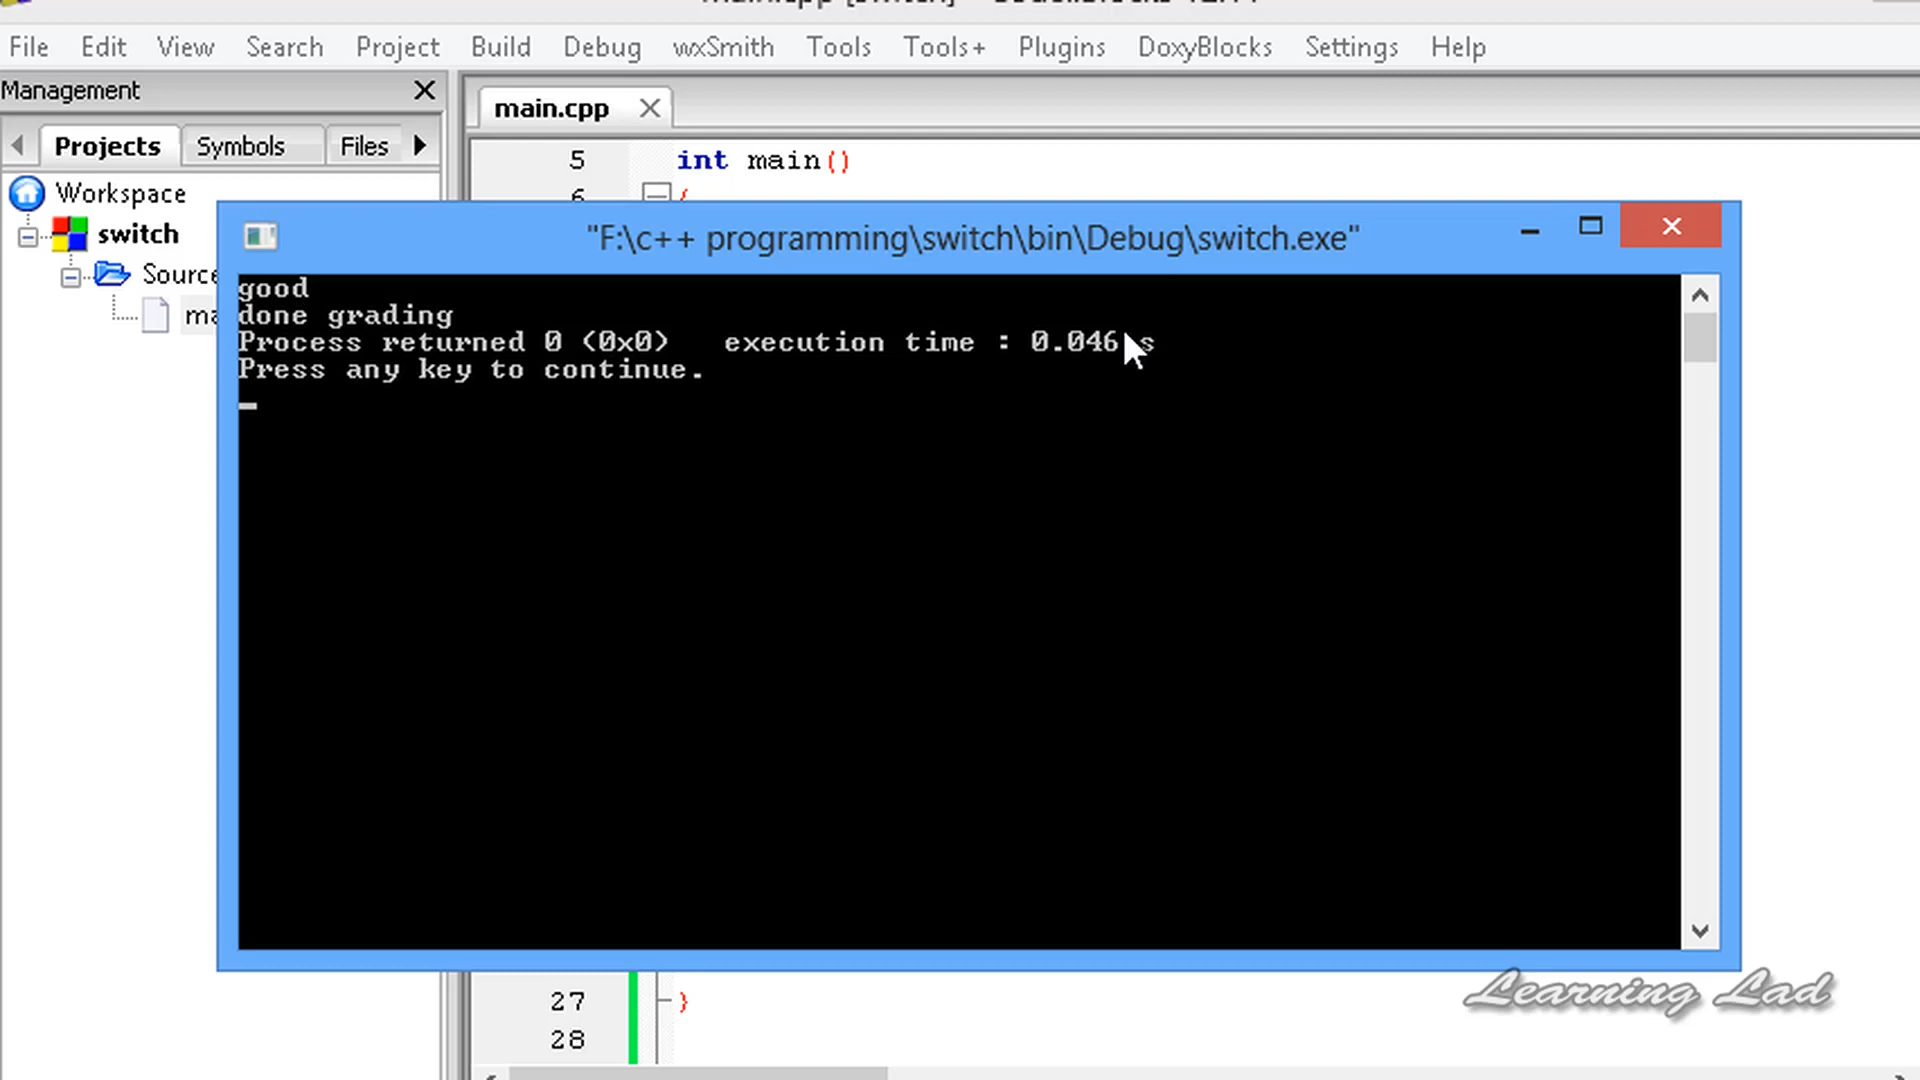 File Edit View Search Project Build Debug wxSmith Tools Tools+ Plugins DoxyBlocks Settings Help
Management
main.cpp
Projects Symbols Files
5 int main()
6 {
Workspace
switch
"F:\c++ programming\switch\bin\Debug\switch.exe"
good
done grading
Process returned 0 (0x0) execution time : 0.046 s
Press any key to continue.
27 }
28
Learning Lad